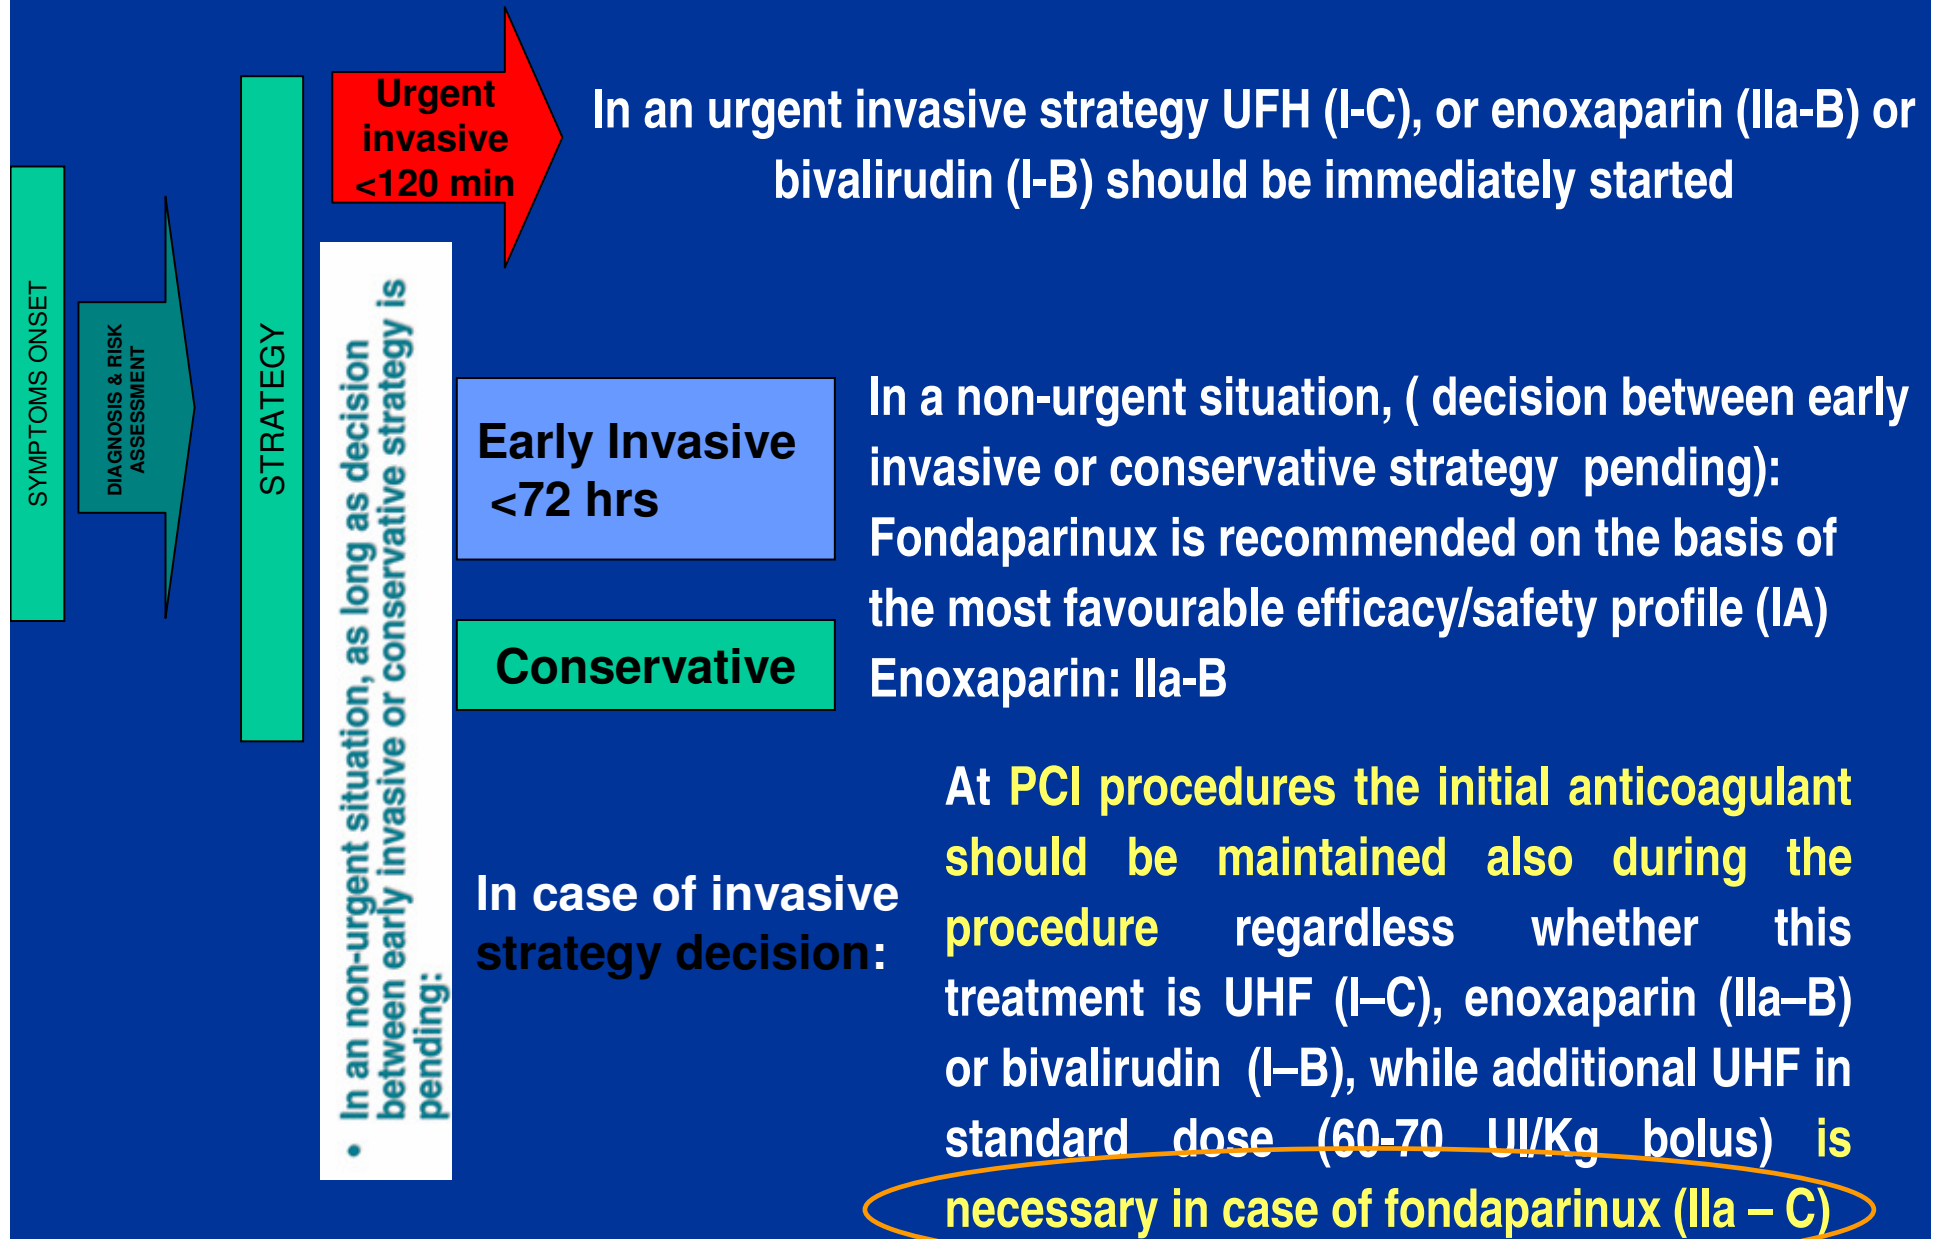 SYMPTOMS ONSET
DIAGNOSIS & RISK
ASSESSMENT
STRATEGY
Urgent
invasive
<120 min
In an urgent invasive strategy UFH (I-C), or enoxaparin (IIa-B) or
bivalirudin (I-B) should be immediately started
• In an non-urgent situation, as long as decision
between early invasive or conservative strategy is
pending:
Early Invasive
<72 hrs
Conservative
In a non-urgent situation, ( decision between early
invasive or conservative strategy pending):
Fondaparinux is recommended on the basis of
the most favourable efficacy/safety profile (IA)
Enoxaparin: IIa-B
In case of invasive
strategy decision:
At PCI procedures the initial anticoagulant
should be maintained also during the
procedure regardless whether this
treatment is UHF (I–C), enoxaparin (IIa–B)
or bivalirudin (I–B), while additional UHF in
standard dose (60-70 UI/Kg bolus) is
necessary in case of fondaparinux (IIa – C)